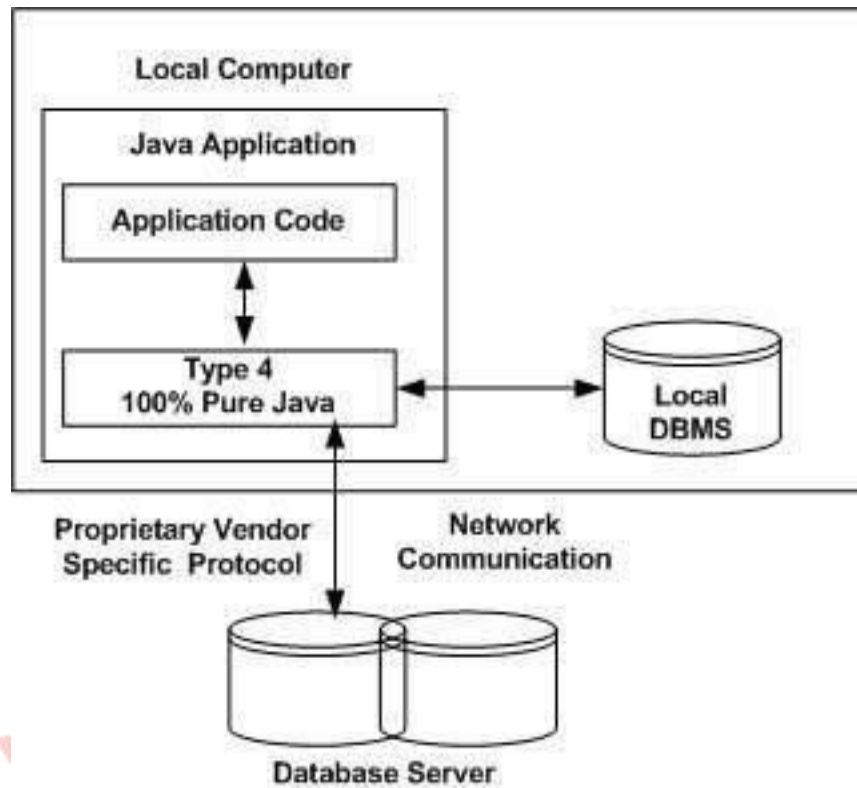 Local Computer
Java Application
Application Code
Type 4
100% Pure Java
Local
DBMS
Proprietary Vendor
Specific Protocol
Network
Communication
Database Server